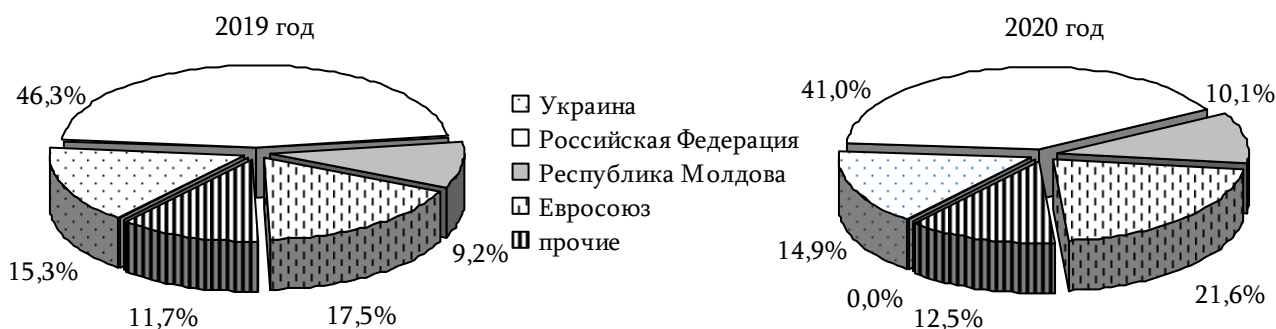 2019 год
46,3%
15,3%
11,7%
17,5%
9,2%
Украина
Российская Федерация
Республика Молдова
Евросоюз
прочие
2020 год
41,0%
10,1%
14,9%
0,0%
12,5%
21,6%